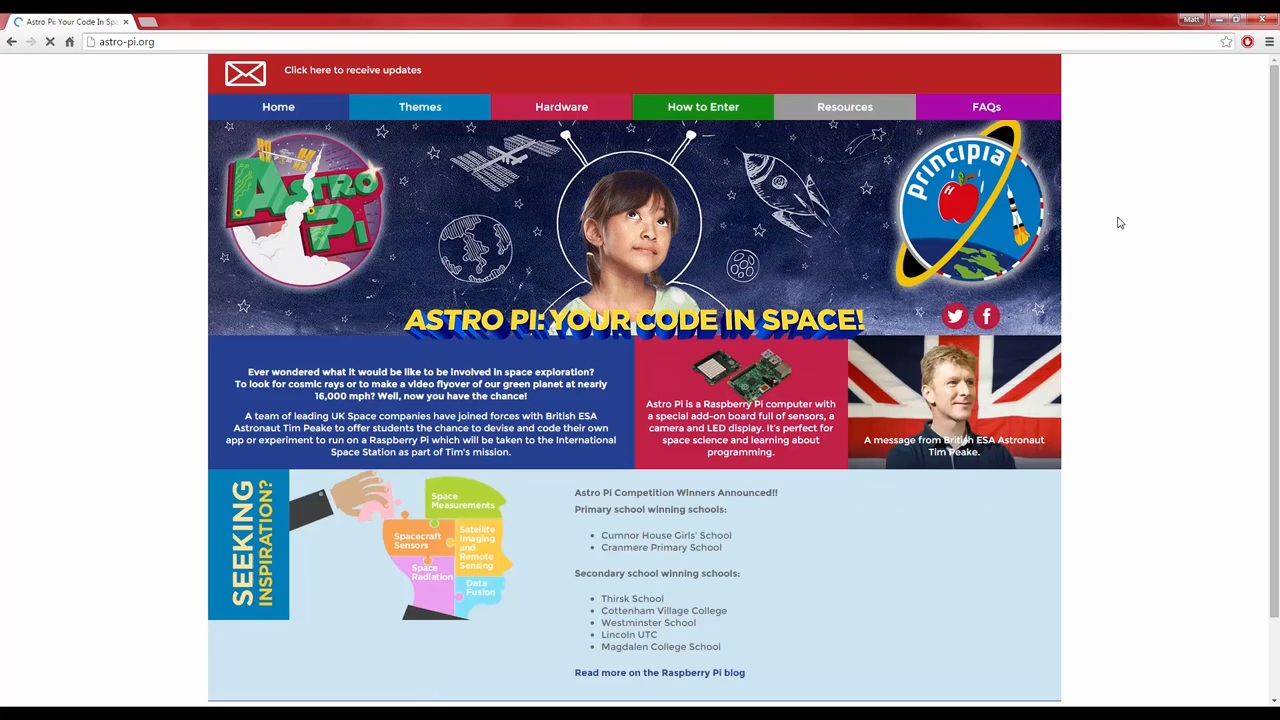 Astro Pi: Your Code In Spa
Matt
astro-pi.org
Click here to receive updates
Home
Themes
Hardware
How to Enter
Resources
FAQs
ASTRO Pi
principia
ASTRO PI: YOUR CODE IN SPACE!
Ever wondered what it would be like to be involved in space exploration?
To look for cosmic rays or to make a video flyover of our green planet at nearly
16,000 mph? Well, now you have the chance!
A team of leading UK Space companies have joined forces with British ESA
Astronaut Tim Peake to offer students the chance to devise and code their own
app or experiment to run on a Raspberry Pi which will be taken to the International
Space Station as part of Tim's mission.
Astro Pi is a Raspberry Pi computer with
a special add-on board full of sensors, a
camera and LED display. It's perfect for
space science and learning about
programming.
A message from British ESA Astronaut
Tim Peake.
SEEKING
INSPIRATION?
Space
Measurements
Spacecraft
Sensors
Satellite
Imaging
and
Remote
Sensing
Space
Radiation
Data
Fusion
Astro Pi Competition Winners Announced!!
Primary school winning schools:
Cumnor House Girls' School
Cranmere Primary School
Secondary school winning schools:
Thirsk School
Cottenham Village College
Westminster School
Lincoln UTC
Magdalen College School
Read more on the Raspberry Pi blog